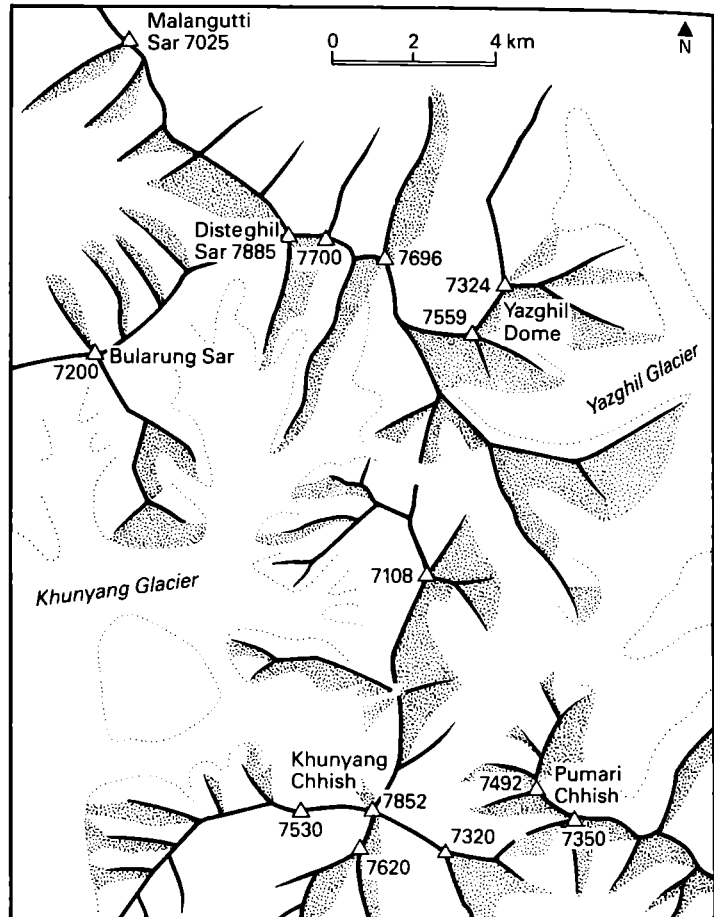 Malangutti
Sar 7025
0 2 4 km
N
Disteghil
Sar 7885
7700
7696
7324
7559
Yazghil
Dome
Bularung Sar
7200
Yazghil Glacier
7108
Khunyang Glacier
Khunyang
Chhish
7852
7530
7620
7320
7492
Pumari
Chhish
7350